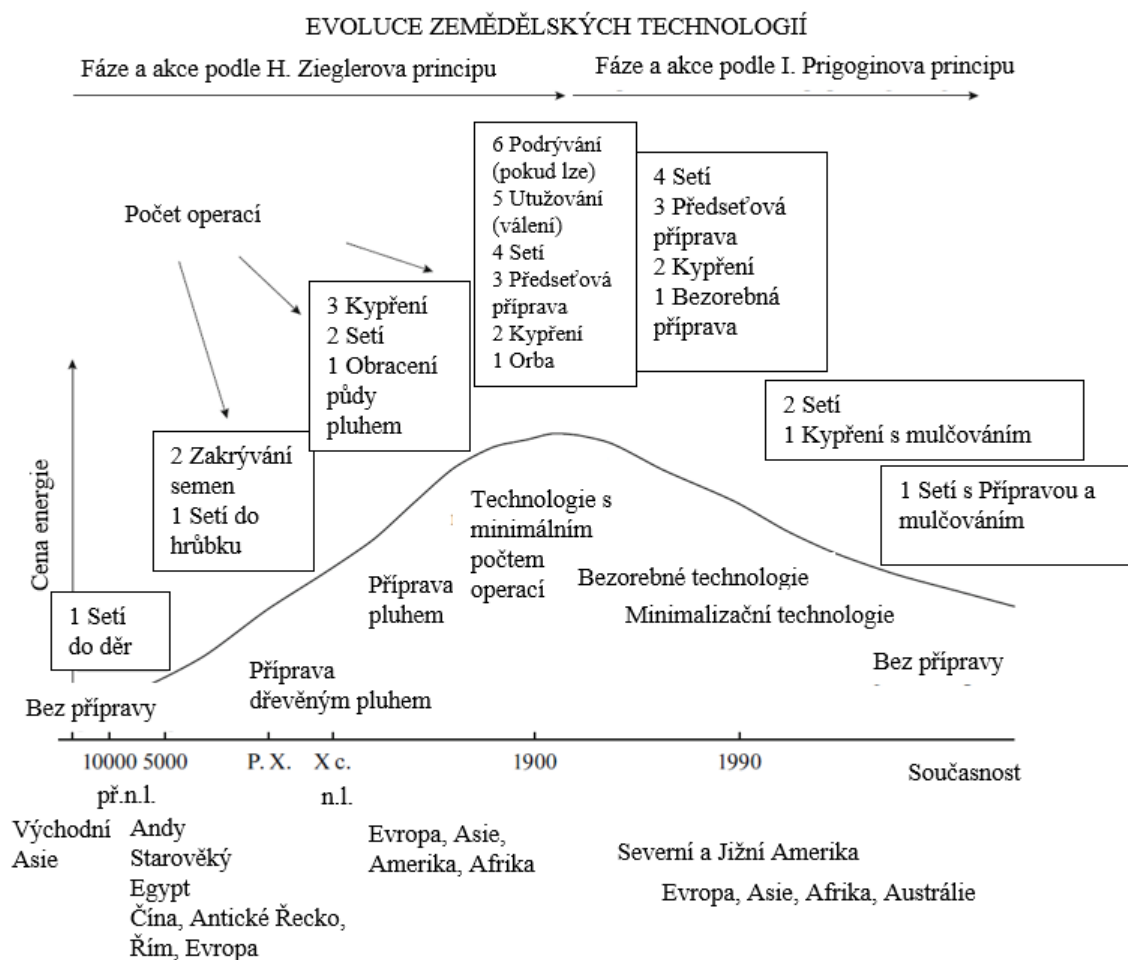 EVOLUCE ZEMĚDĚLSKÝCH TECHNOLOGIÍ
Fáze a akce podle H. Zieglerova principu
Fáze a akce podle I. Prigoginova principu
Počet operací
6 Podrývání
(pokud lze)
5 Utužování
(válení)
4 Setí
3 Předseťová
příprava
2 Kypření
1 Orba
4 Setí
3 Předseťová
příprava
2 Kypření
1 Bezorebná
příprava
3 Kypření
2 Setí
1 Obracení
půdy
pluhem
2 Setí
1 Kypření s mulčováním
2 Zakrývání
semen
1 Setí do
hrůbku
1 Setí s Přípravou a
mulčováním
Cena energie
1 Setí
do děr
Technologie s
minimálním
počtem
operací
Příprava
pluhem
Bezorebné technologie
Minimalizační technologie
Bez přípravy
Příprava
dřevěným pluhem
Bez přípravy
10000 5000
př.n.l.
P. X.
X c.
n.l.
1900
1990
Současnost
Východní
Asie
Andy
Starověký
Egypt
Čína, Antické Řecko,
Řím, Evropa
Evropa, Asie,
Amerika, Afrika
Severní a Jižní Amerika
Evropa, Asie, Afrika, Austrálie